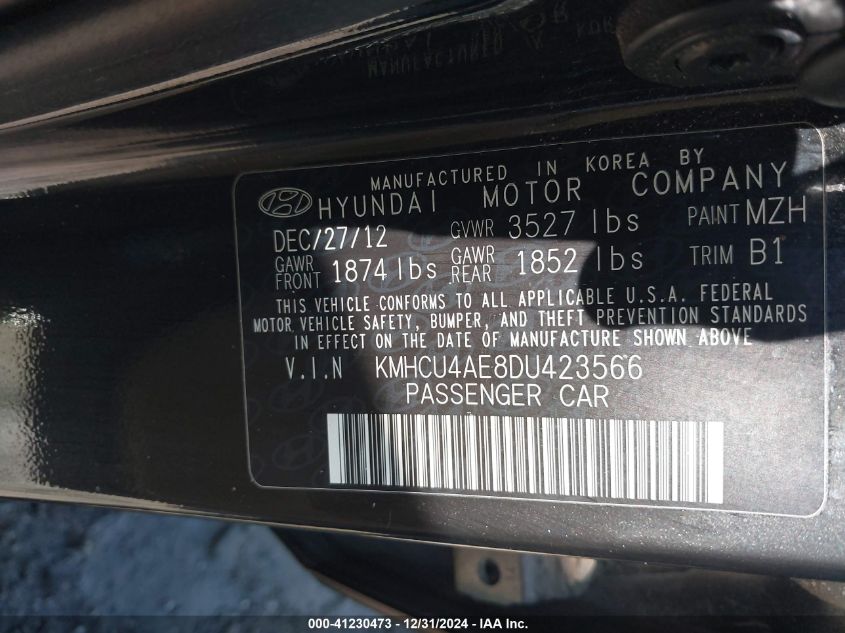 MANUFACTURED IN KOREA BY
HYUNDAI MOTOR COMPANY
DEC/27/12 GVWR 3527 lbs PAINT MZH
GAWR FRONT 1874 lbs GAWR REAR 1852 lbs TRIM B1
THIS VEHICLE CONFORMS TO ALL APPLICABLE U.S.A. FEDERAL
MOTOR VEHICLE SAFETY, BUMPER, AND THEFT PREVENTION STANDARDS
IN EFFECT ON THE DATE OF MANUFACTURE SHOWN ABOVE
V.I.N KMHCU4AE8DU423566
PASSENGER CAR
000-41230473 - 12/31/2024 - IAA Inc.